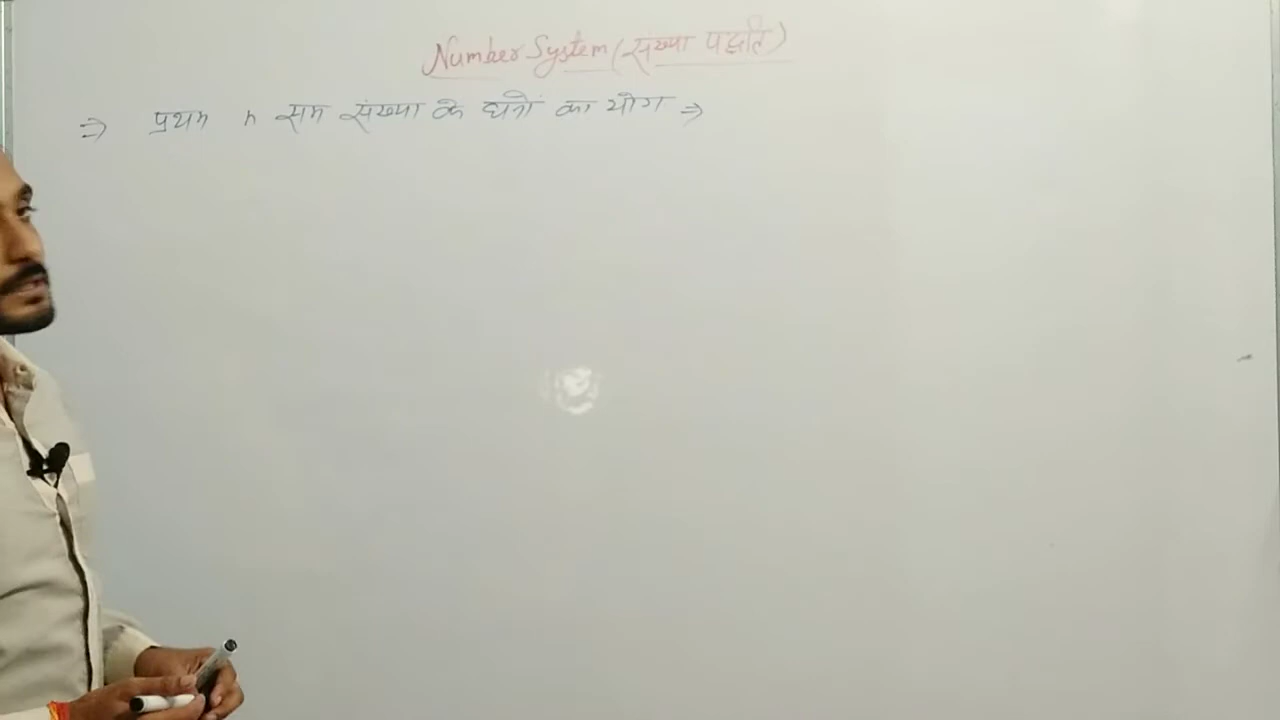 Number System (संख्या पद्धति)
⇒ प्रथम n सम संख्या के घनों का योग ⇒